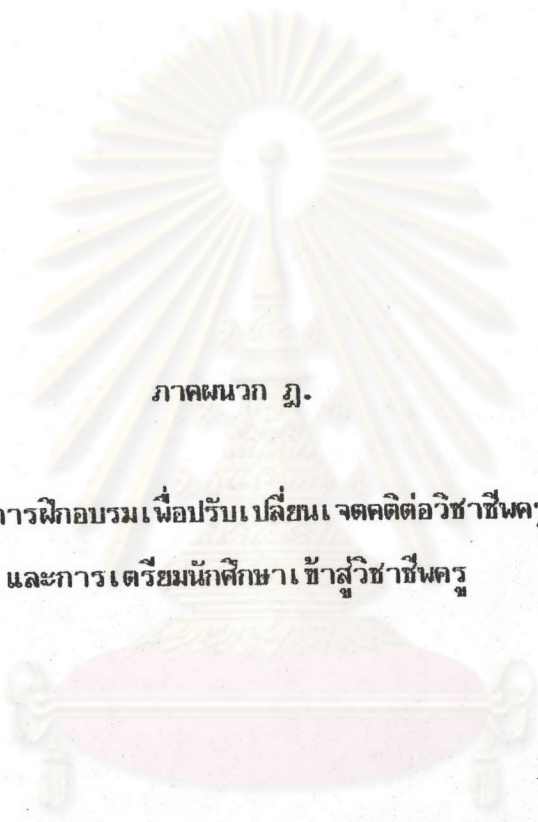 ภาคผนวก ฎ.
การฝึกอบรมเพื่อปรับเปลี่ยนเจตคติต่อวิชาชีพครู
และการเตรียมนักศึกษาเข้าสู่วิชาชีพครู